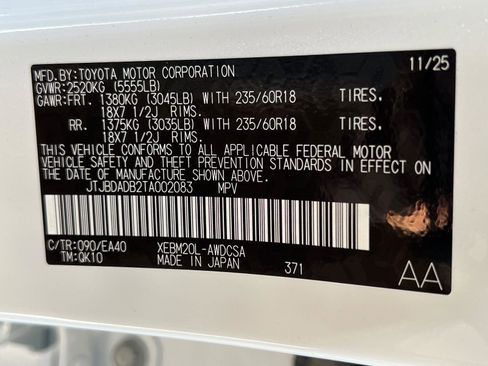 MFD.BY:TOYOTA MOTOR CORPORATION 11/25
GVWR:2520KG (5555LB)
GAWR:FRT. 1380KG (3045LB) WITH 235/60R18 TIRES.
18X7 1/2J RIMS.
RR. 1375KG (3035LB) WITH 235/60R18 TIRES.
18X7 1/2J RIMS.
THIS VEHICLE CONFORMS TO ALL APPLICABLE FEDERAL MOTOR
VEHICLE SAFETY AND THEFT PREVENTION STANDARDS IN EFFECT ON
THE DATE OF MANUFACTURE SHOWN ABOVE.
JTJBDADB2TA002083 MPV
C/TR:090/EA40 XEBM20L-AWDCSA
TM:QK10 MADE IN JAPAN 371
AA